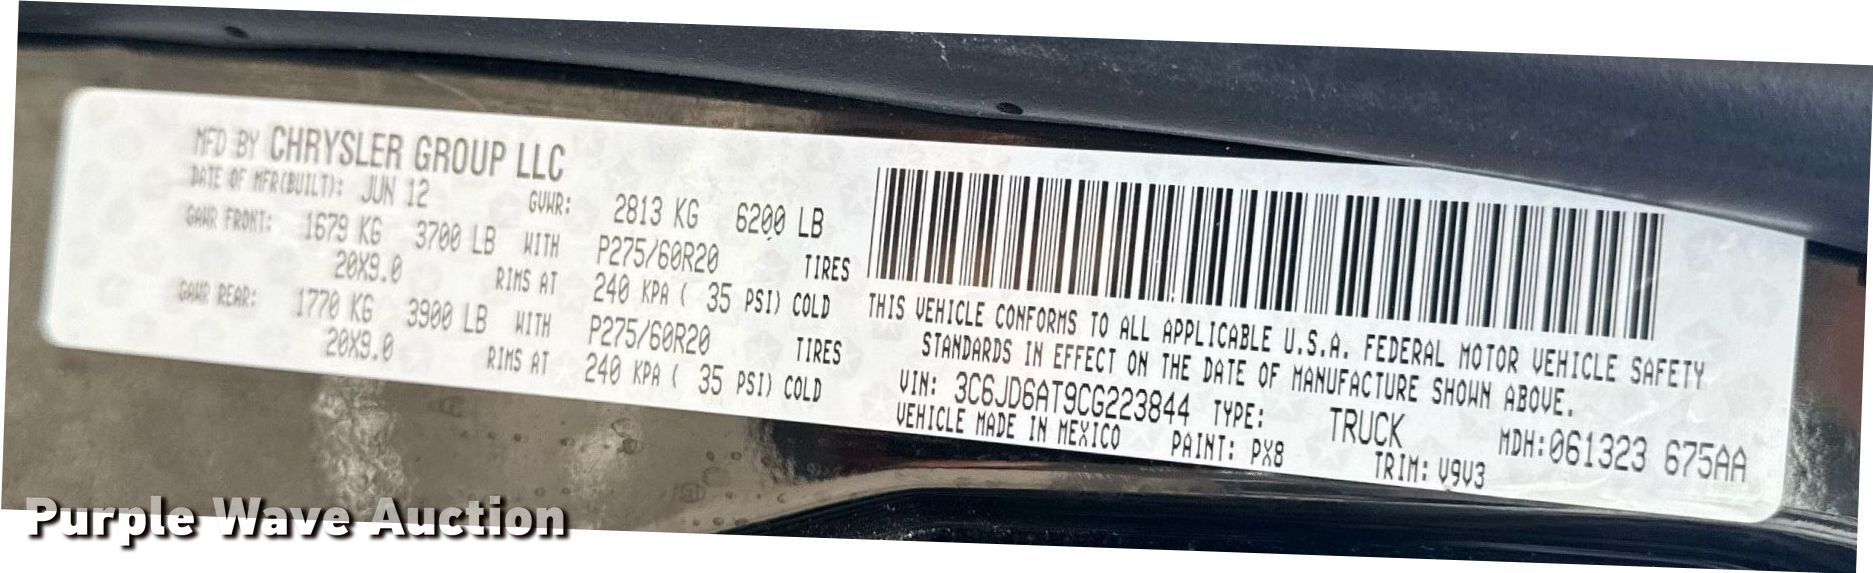 MFD BY CHRYSLER GROUP LLC
DATE OF MFR(BUILT): JUN 12 GVWR: 2813 KG 6200 LB
GAWR FRONT: 1679 KG 3700 LB WITH P275/60R20 TIRES
20X9.0 RIMS AT 240 KPA ( 35 PSI) COLD
GAWR REAR: 1770 KG 3900 LB WITH P275/60R20 TIRES
20X9.0 RIMS AT 240 KPA ( 35 PSI) COLD
THIS VEHICLE CONFORMS TO ALL APPLICABLE U.S.A. FEDERAL MOTOR VEHICLE SAFETY
STANDARDS IN EFFECT ON THE DATE OF MANUFACTURE SHOWN ABOVE.
VIN: 3C6JD6AT9CG223844 TYPE: TRUCK MDH:061323 675AA
VEHICLE MADE IN MEXICO PAINT: PX8 TRIM: V9V3
Purple Wave Auction